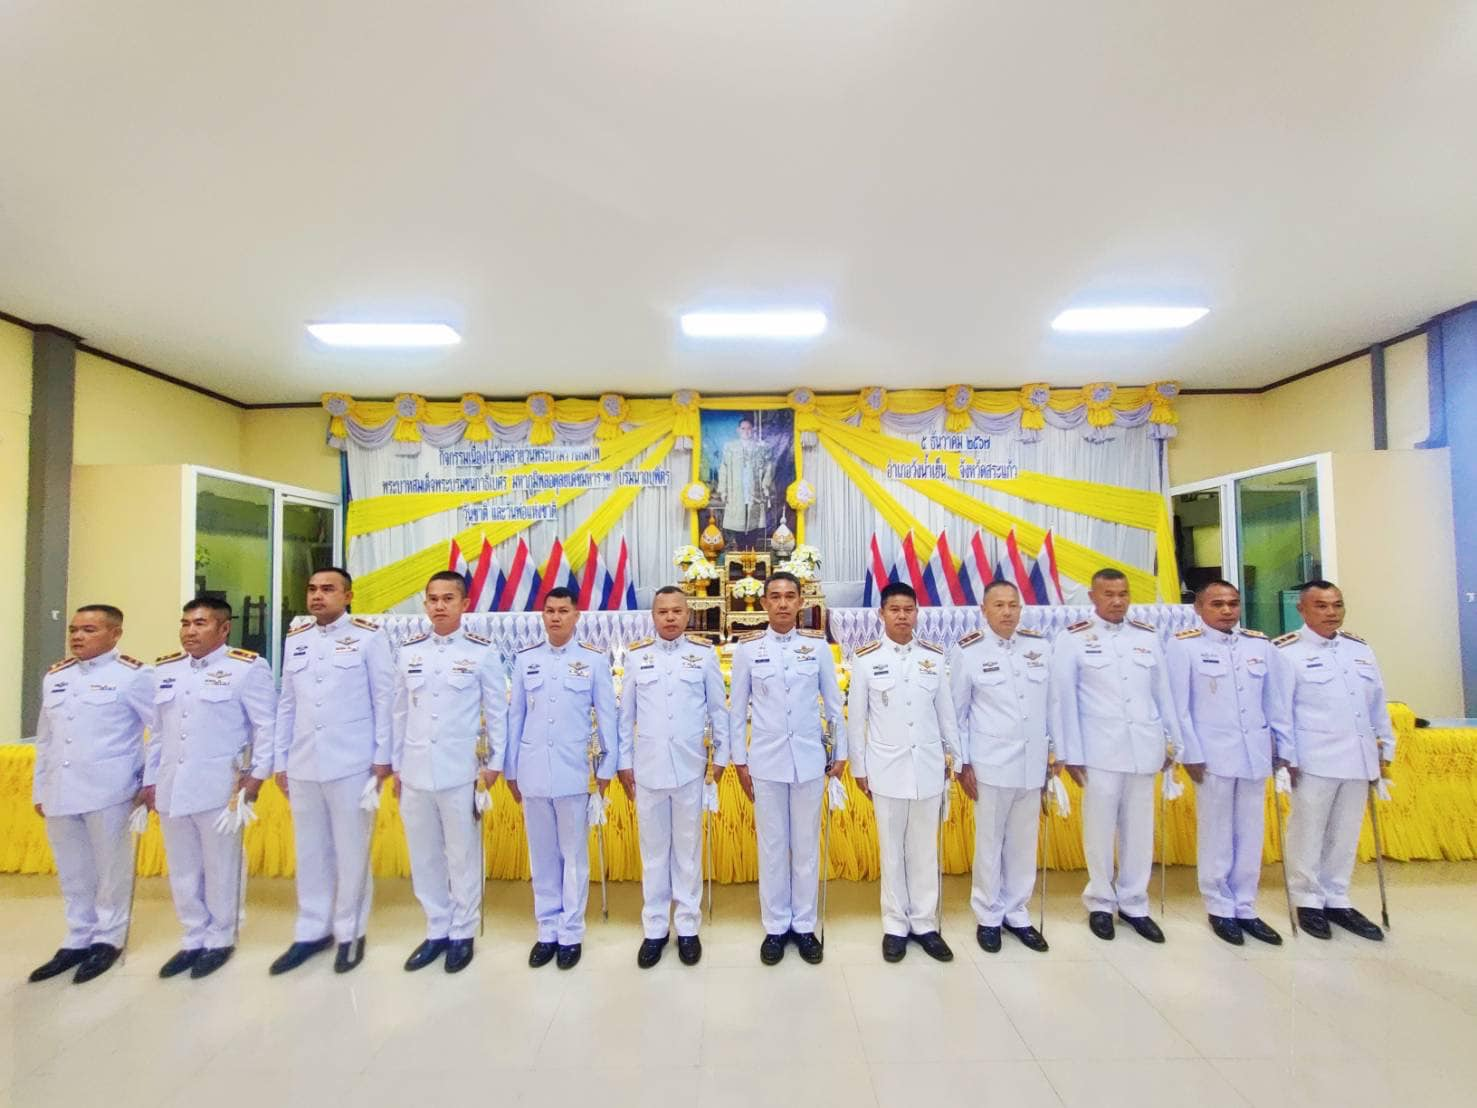 กิจกรรมเนื่องในวันคล้ายวันพระบรมราชสมภพ
พระบาทสมเด็จพระบรมชนกาธิเบศร มหาภูมิพลอดุลยเดชมหาราช บรมนาถบพิตร
วันชาติ และวันพ่อแห่งชาติ
๕ ธันวาคม ๒๕๖๗
อำเภอวังน้ำเย็น จังหวัดสระแก้ว